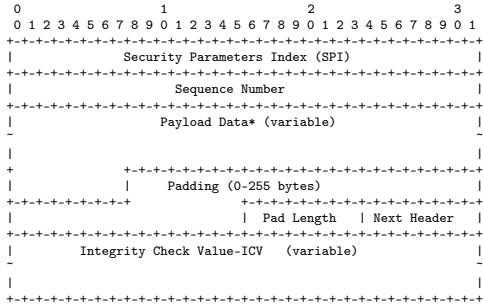 0                   1                   2                   3
 0 1 2 3 4 5 6 7 8 9 0 1 2 3 4 5 6 7 8 9 0 1 2 3 4 5 6 7 8 9 0 1
+-+-+-+-+-+-+-+-+-+-+-+-+-+-+-+-+-+-+-+-+-+-+-+-+-+-+-+-+-+-+-+-+
|               Security Parameters Index (SPI)                 |
+-+-+-+-+-+-+-+-+-+-+-+-+-+-+-+-+-+-+-+-+-+-+-+-+-+-+-+-+-+-+-+-+
|                      Sequence Number                          |
+-+-+-+-+-+-+-+-+-+-+-+-+-+-+-+-+-+-+-+-+-+-+-+-+-+-+-+-+-+-+-+-+
|                    Payload Data* (variable)                   |
~                                                               ~
|                                                               |
+               +-+-+-+-+-+-+-+-+-+-+-+-+-+-+-+-+-+-+-+-+-+-+-+-+
|               |     Padding (0-255 bytes)                     |
+-+-+-+-+-+-+-+-+               +-+-+-+-+-+-+-+-+-+-+-+-+-+-+-+-+
|                               |  Pad Length   | Next Header   |
+-+-+-+-+-+-+-+-+-+-+-+-+-+-+-+-+-+-+-+-+-+-+-+-+-+-+-+-+-+-+-+-+
|         Integrity Check Value-ICV   (variable)                |
~                                                               ~
|                                                               |
+-+-+-+-+-+-+-+-+-+-+-+-+-+-+-+-+-+-+-+-+-+-+-+-+-+-+-+-+-+-+-+-+